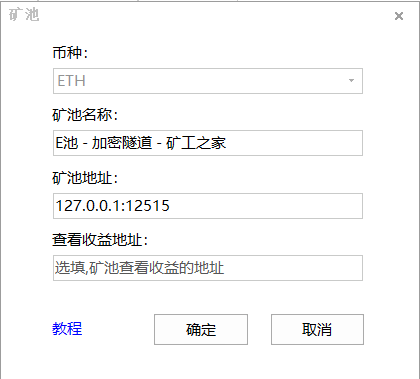 矿池
币种：
ETH
矿池名称：
E池 - 加密隧道 - 矿工之家
矿池地址：
127.0.0.1:12515
查看收益地址：
选填,矿池查看收益的地址
教程
确定
取消